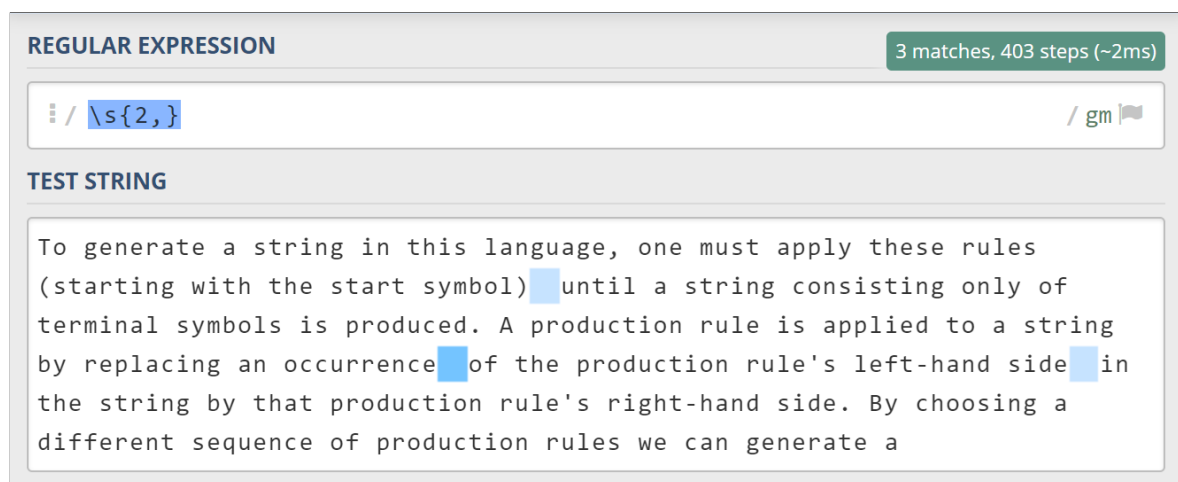 REGULAR EXPRESSION
3 matches, 403 steps (~2ms)
/ \s{2,} / gm
TEST STRING
To generate a string in this language, one must apply these rules
(starting with the start symbol)  until a string consisting only of
terminal symbols is produced. A production rule is applied to a string
by replacing an occurrence  of the production rule's left-hand side  in
the string by that production rule's right-hand side. By choosing a
different sequence of production rules we can generate a